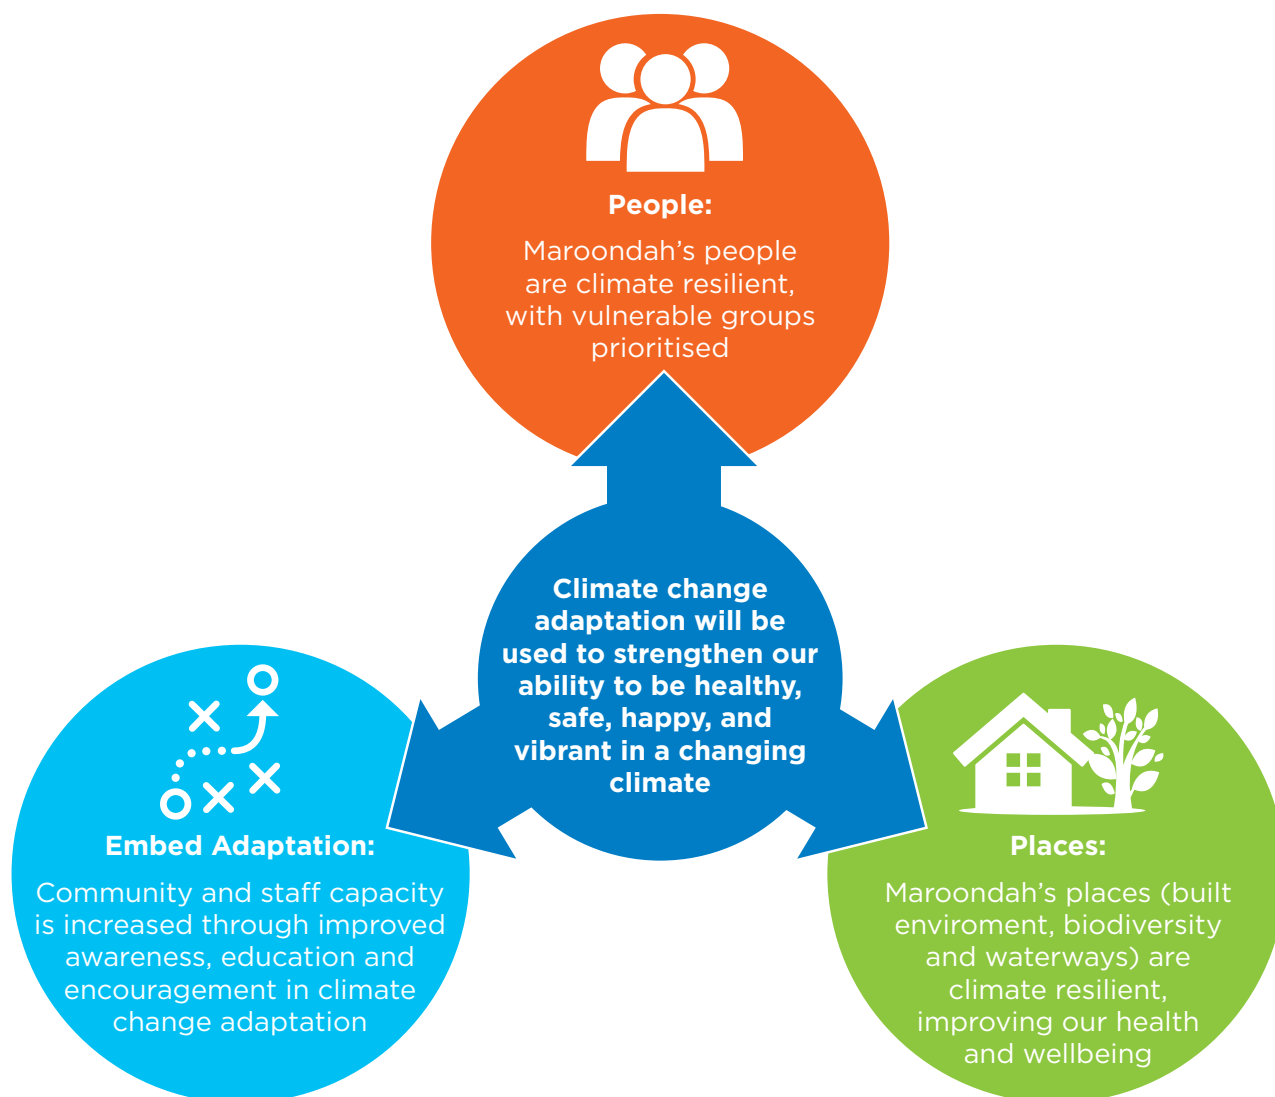 People:
Maroondah’s people
are climate resilient,
with vulnerable groups
prioritised
Climate change
adaptation will be
used to strengthen our
ability to be healthy,
safe, happy, and
vibrant in a changing
climate
Embed Adaptation:
Community and staff capacity
is increased through improved
awareness, education and
encouragement in climate
change adaptation
Places:
Maroondah’s places (built
enviroment, biodiversity
and waterways) are
climate resilient,
improving our health
and wellbeing